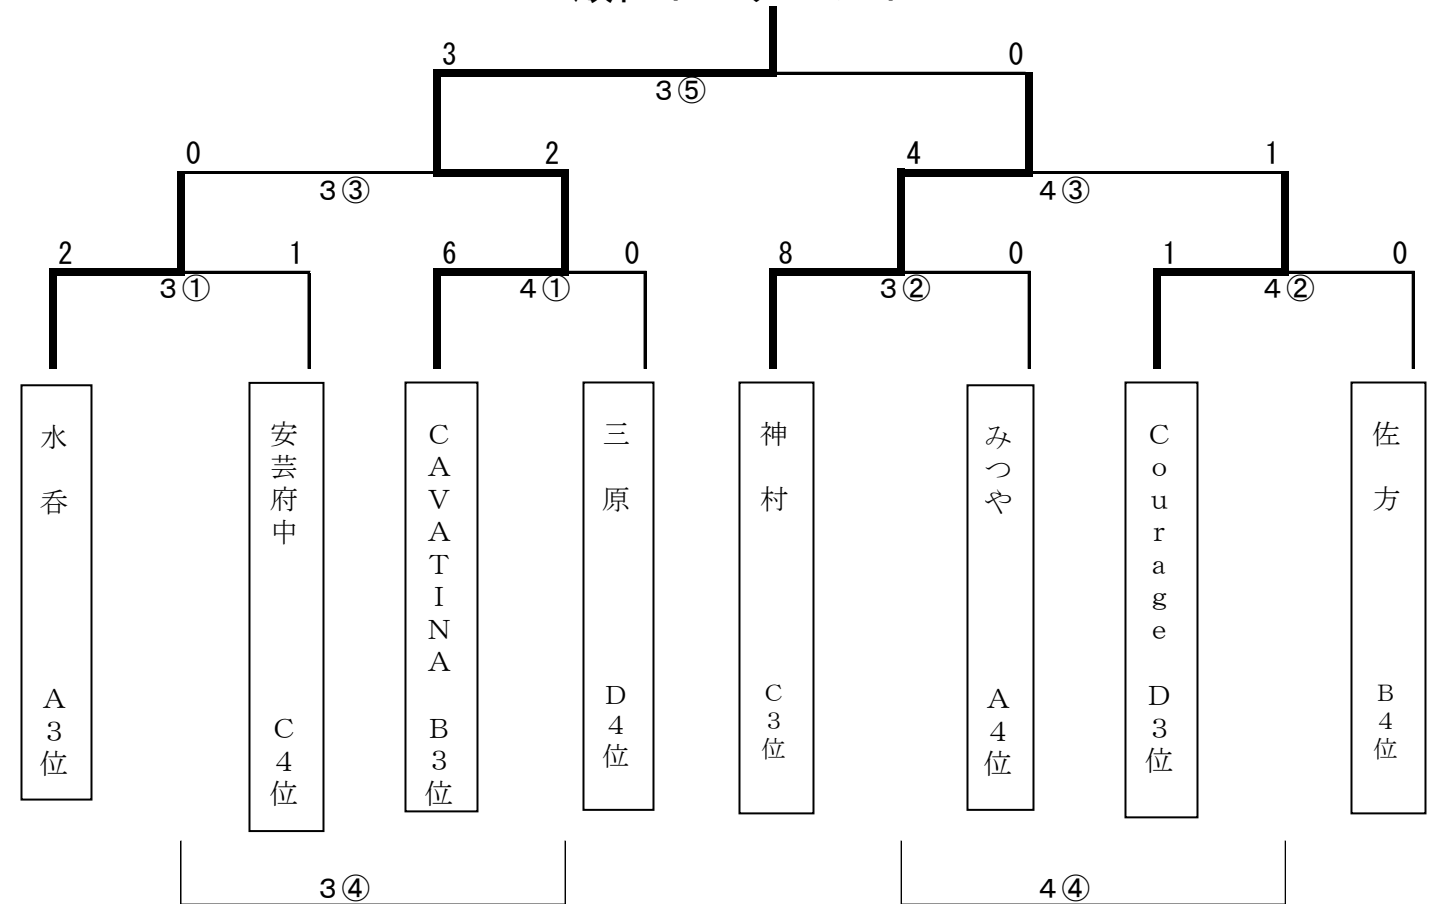 3 0
3⑤
0 2 4 1
3③ 4③
2 1 6 0 8 0 1 0
3① 4① 3② 4②
水呑 A3位
安芸府中 C4位
CAVATINA B3位
三原 D4位
神村 C3位
みつや A4位
Courage D3位
佐方 B4位
3④ 4④